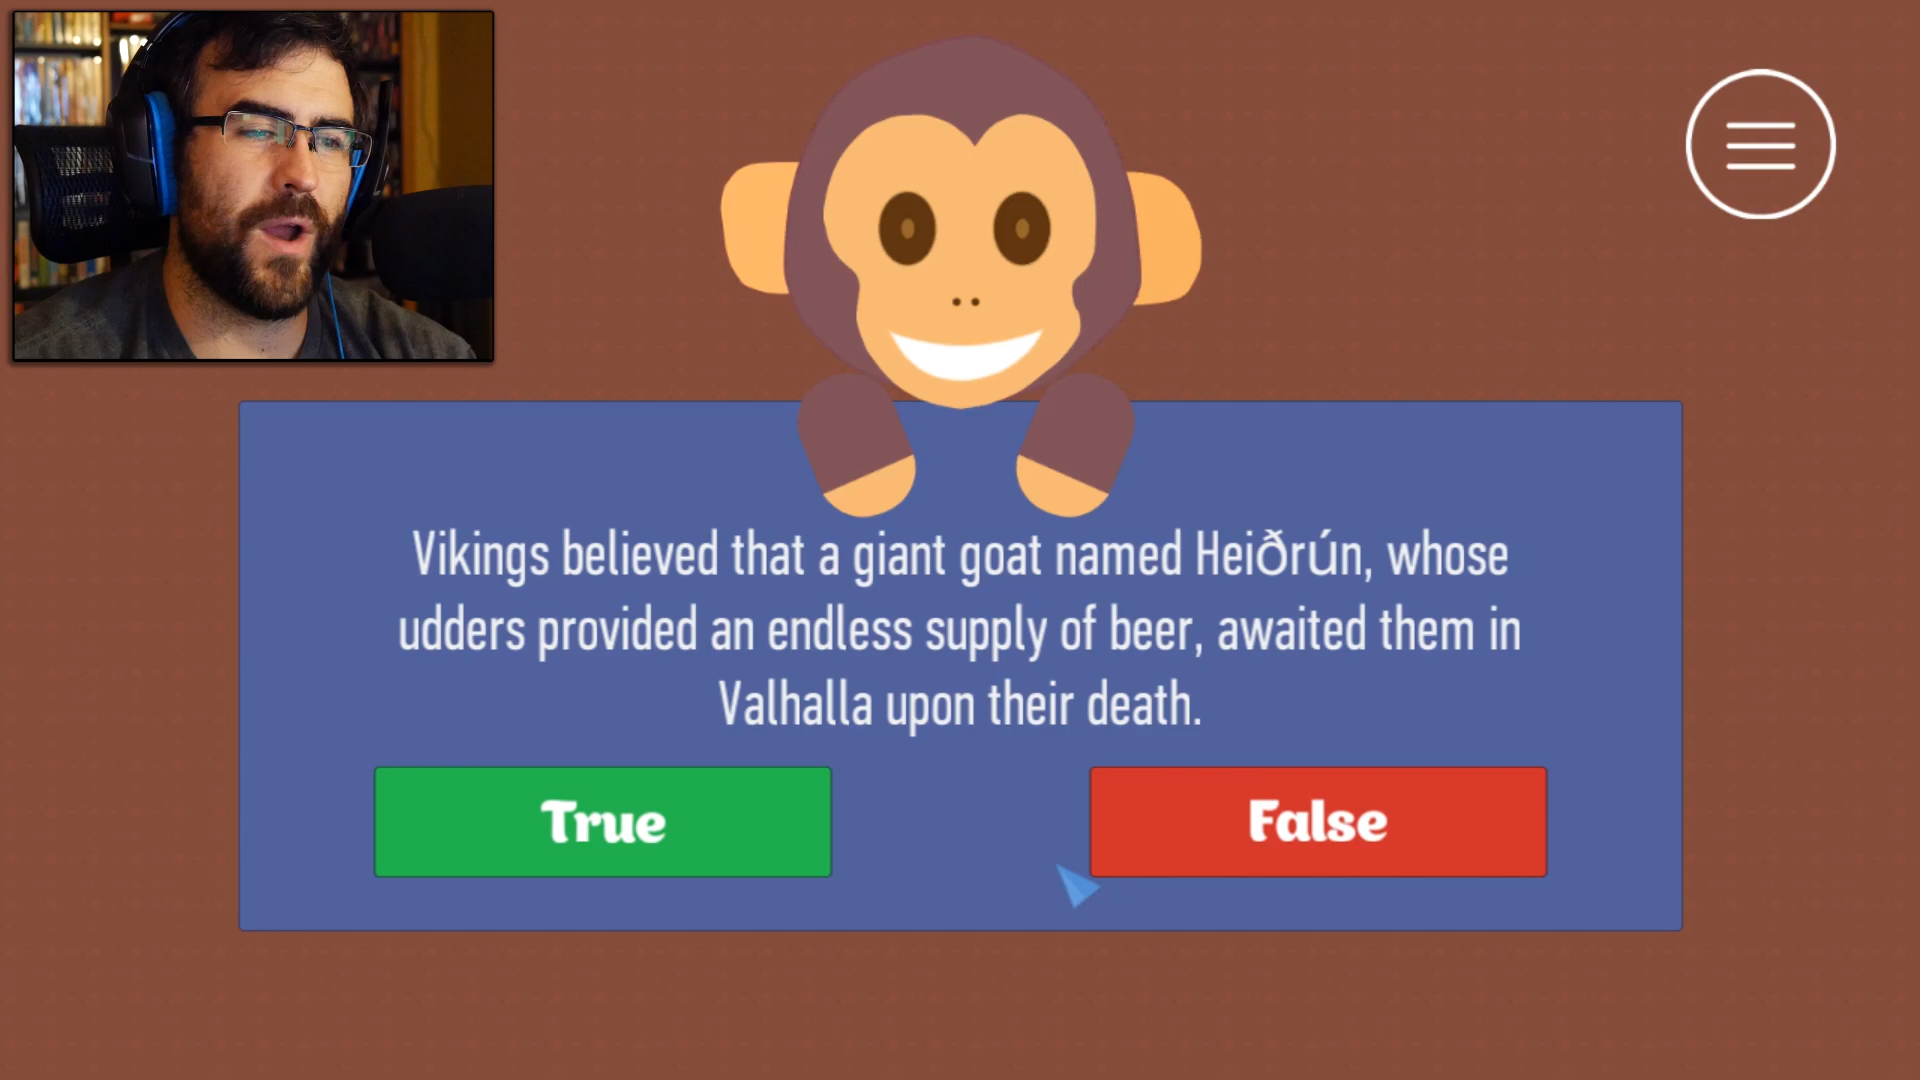 Vikings believed that a giant goat named Heiðrún, whose
udders provided an endless supply of beer, awaited them in
Valhalla upon their death.
True
False